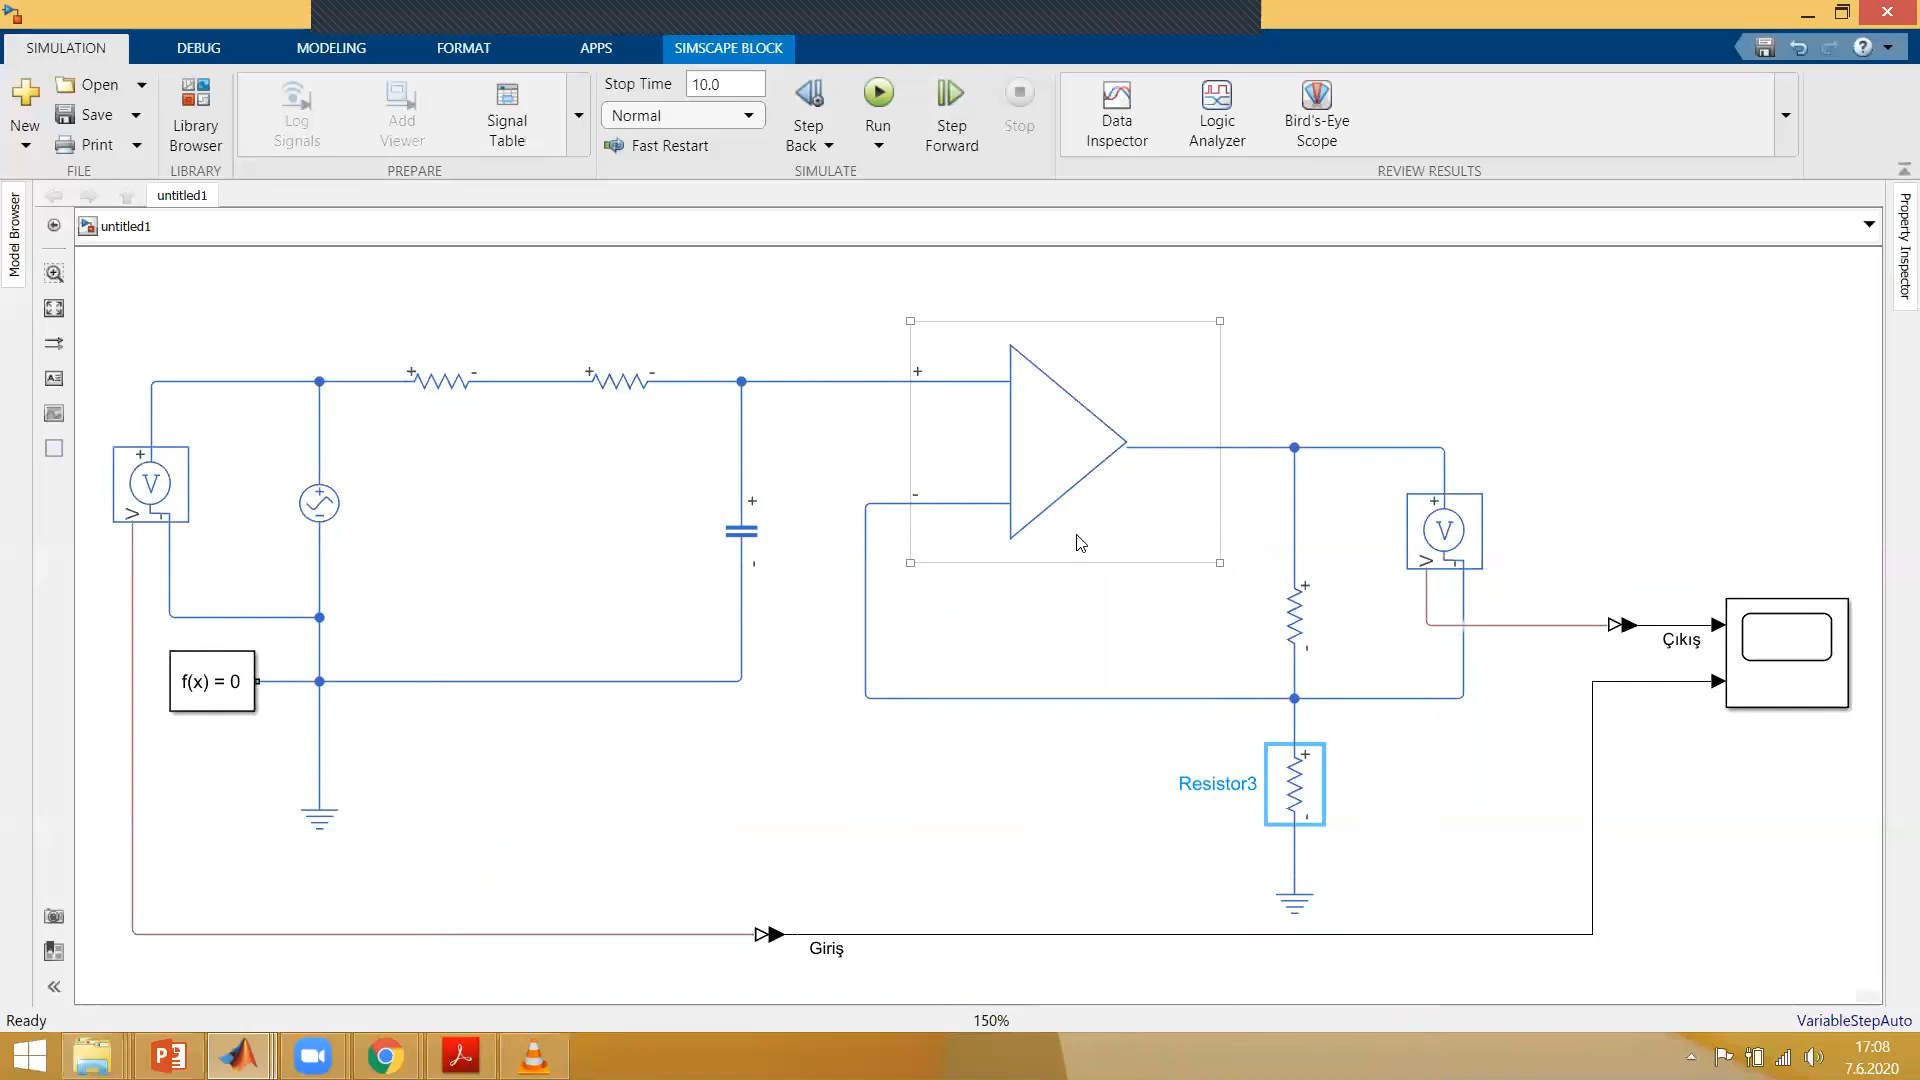 SIMULATION DEBUG MODELING FORMAT APPS SIMSCAPE BLOCK
New
Open
Save
Print
FILE
Library
Browser
LIBRARY
Log
Signals
Add
Viewer
Signal
Table
PREPARE
Stop Time 10.0
Normal
Fast Restart
Step
Back
Run
Step
Forward
Stop
SIMULATE
Data
Inspector
Logic
Analyzer
Bird's-Eye
Scope
REVIEW RESULTS
Model Browser
Property Inspector
untitled1
untitled1
+ - + - + -
+ V V -
+ -
+ -
+ V V -
+ -
f(x) = 0
Çıkış
Resistor3
+ -
Giriş
Ready 150% VariableStepAuto
17:08
7.6.2020